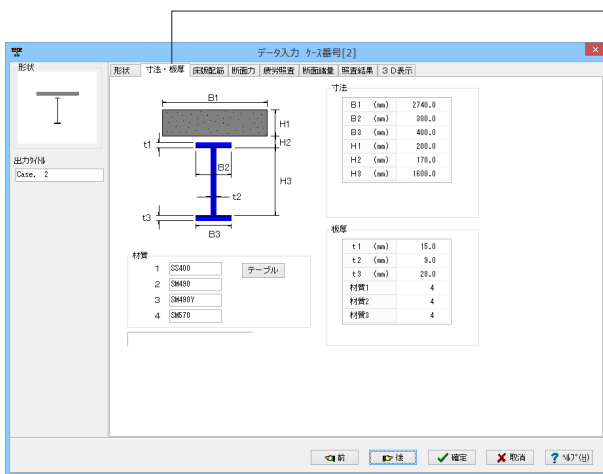 データ入力 ケース番号[2]
形状
出力タイトル
Case. 2
形状 寸法・板厚 床版配筋 断面力 疲労照査 断面諸量 照査結果 3D表示
B1
H1
H2
t1
B2
H3
t2
t3
B3
材質
1 SS400
2 SM490
3 SM490Y
4 SM570
テーブル
寸法
B1 (mm) 2740.0
B2 (mm) 300.0
B3 (mm) 400.0
H1 (mm) 200.0
H2 (mm) 170.0
H3 (mm) 1600.0
板厚
t1 (mm) 15.0
t2 (mm) 9.0
t3 (mm) 28.0
材質1 4
材質2 4
材質3 4
前 後 確定 取消 ヘルプ(H)